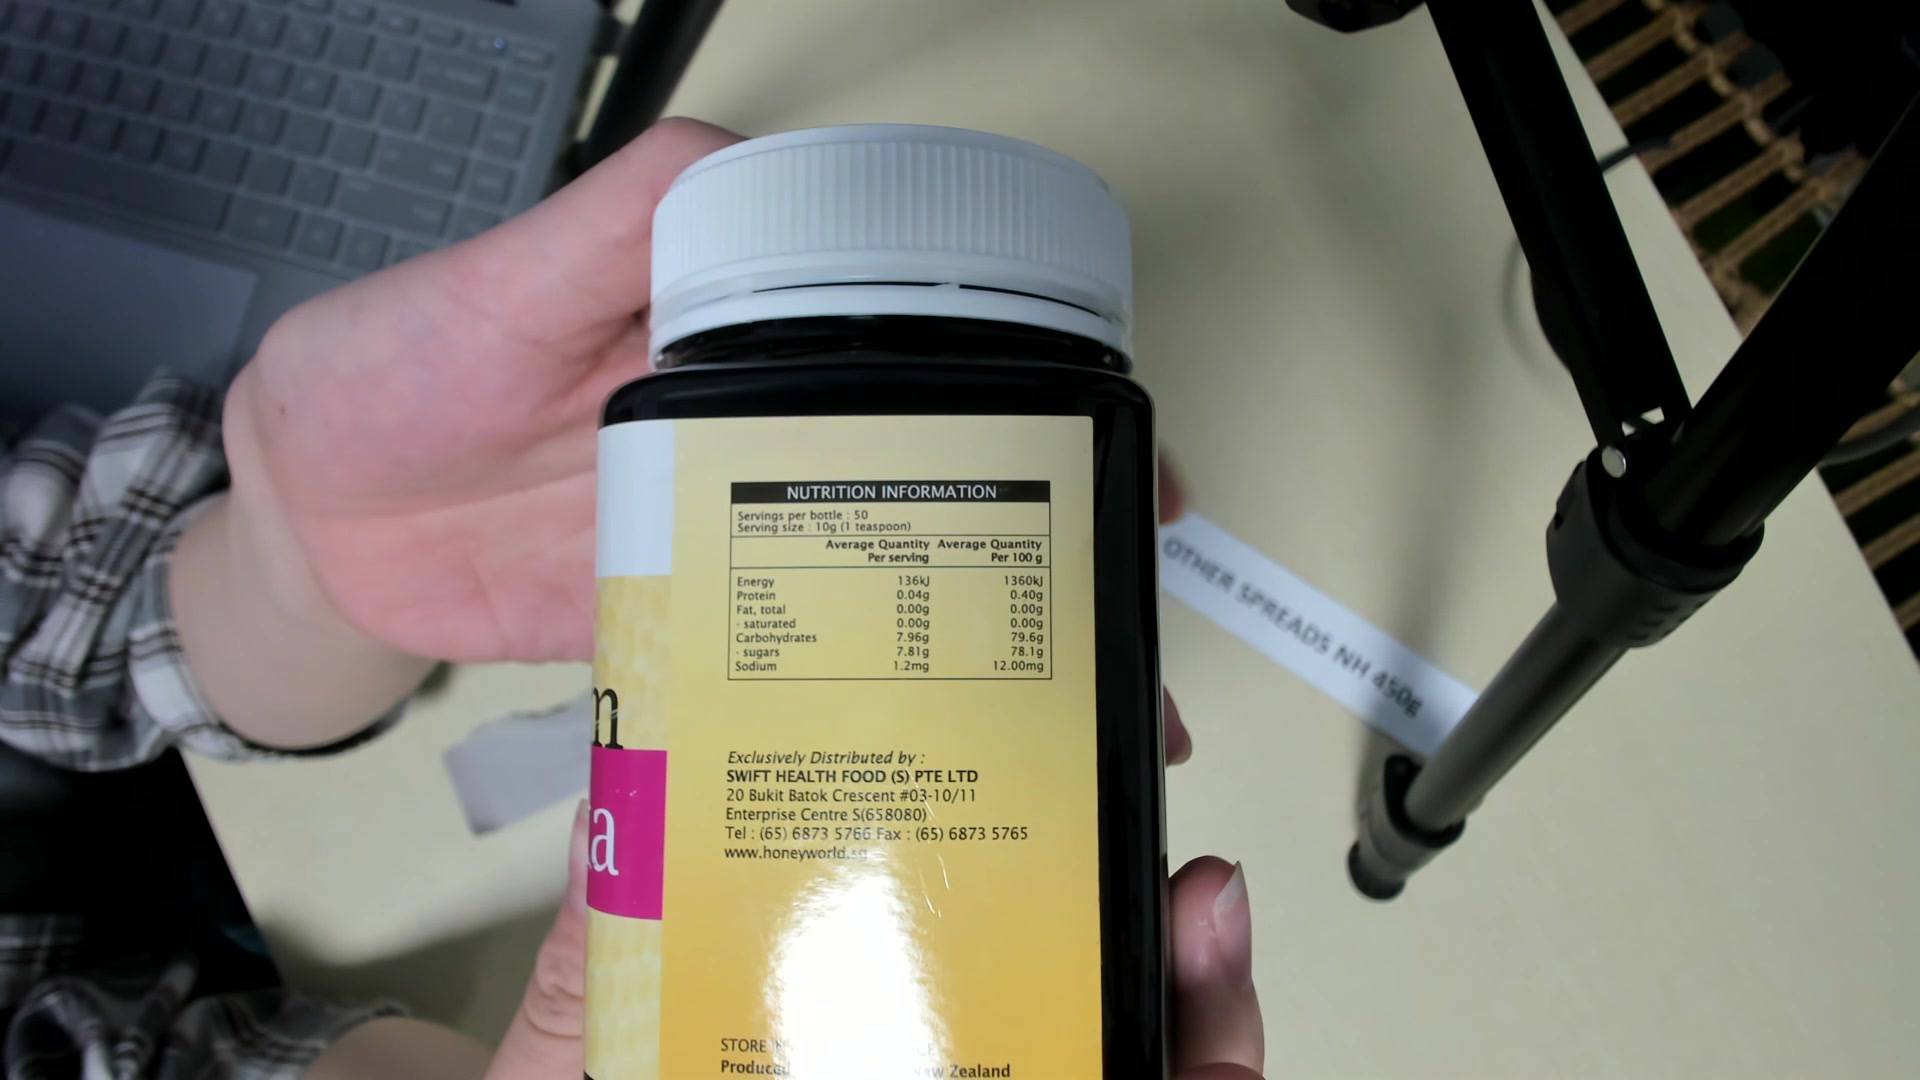 NUTRITION INFORMATION
Servings per bottle : 50
Serving size : 10g (1 teaspoon)
Average Quantity Average Quantity
Per serving Per 100 g
Energy 136kJ 1360kJ
Protein 0.04g 0.40g
Fat, total 0.00g 0.00g
- saturated 0.00g 0.00g
Carbohydrates 7.96g 79.6g
- sugars 7.81g 78.1g
Sodium 1.2mg 12.00mg
Exclusively Distributed by :
SWIFT HEALTH FOOD (S) PTE LTD
20 Bukit Batok Crescent #03-10/11
Enterprise Centre S(658080)
Tel : (65) 6873 5766 Fax : (65) 6873 5765
www.honeyworld.sg
STORE
Produced New Zealand
OTHER SPREADS NH 450g